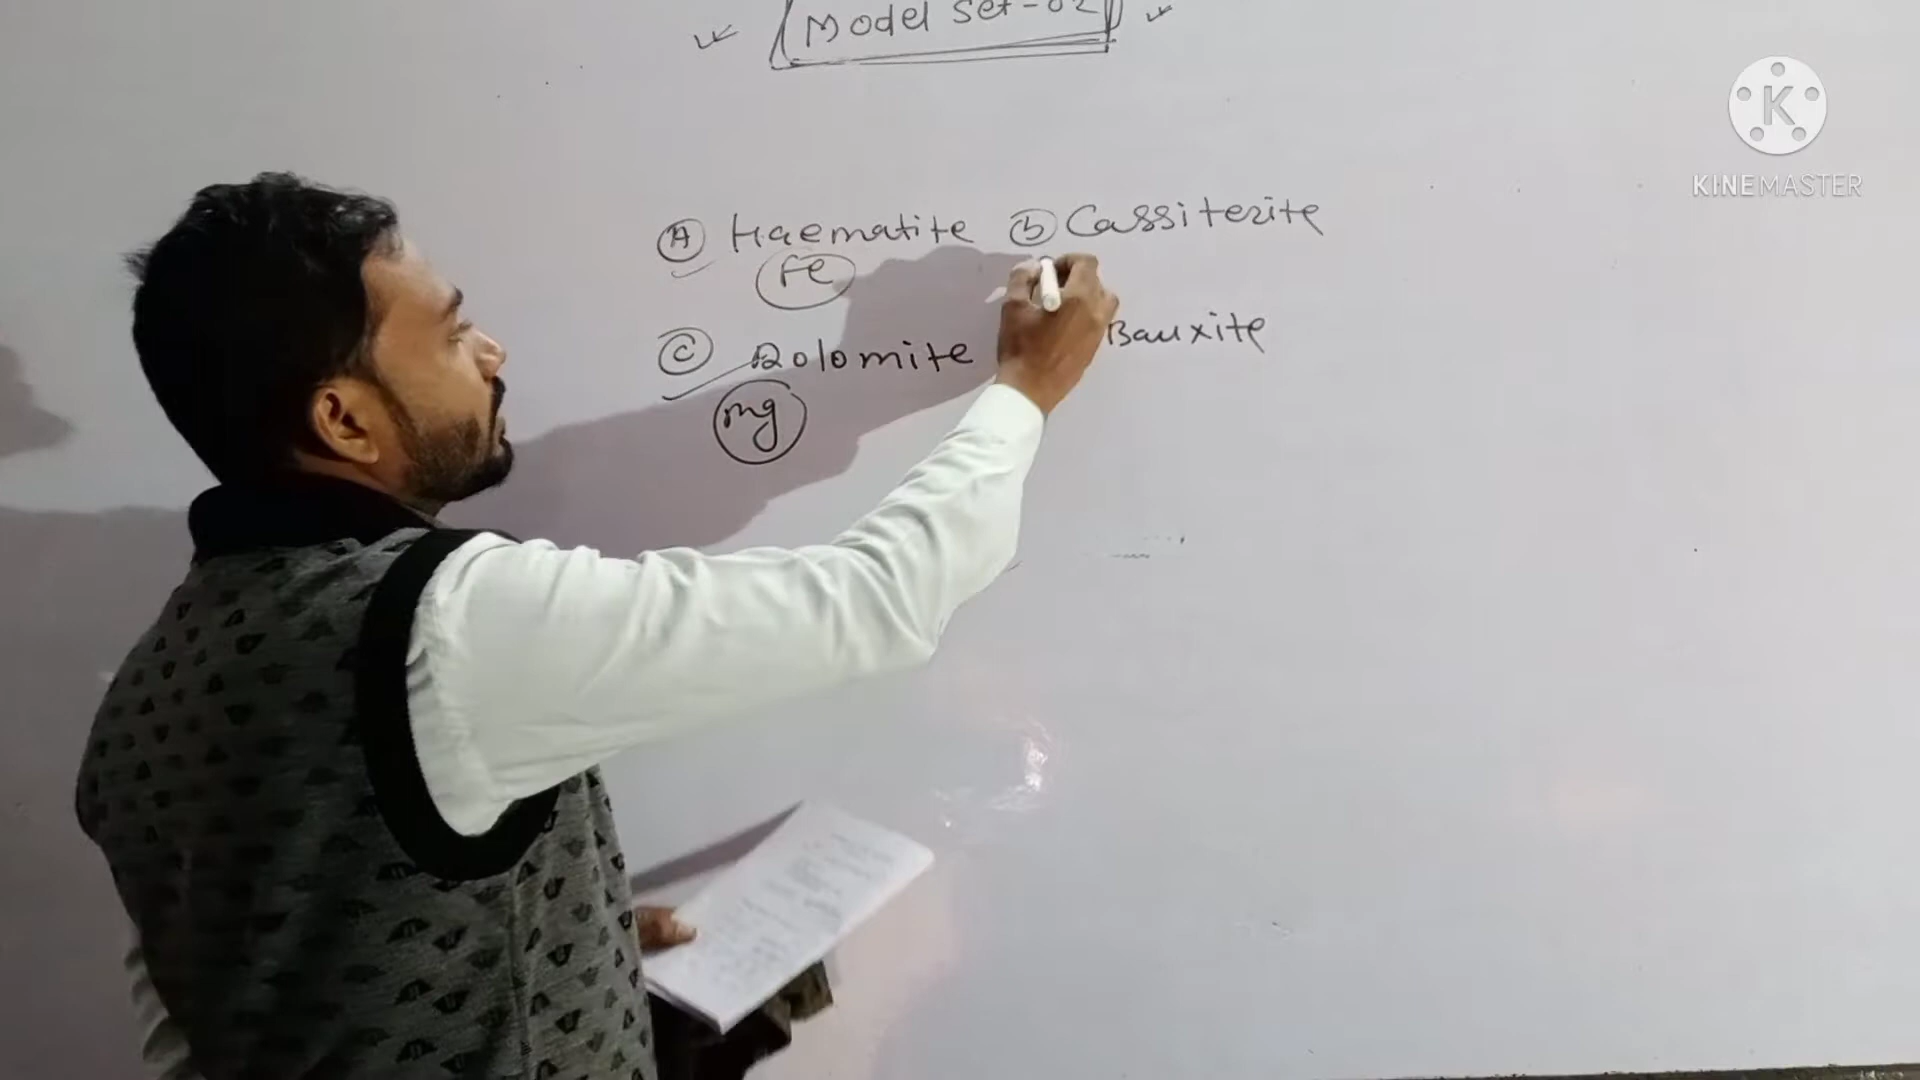 Model Set-02
(A) Haematite (b) Cassiterite
Fe
(C) Dolomite Bauxite
mg
K
KINEMASTER